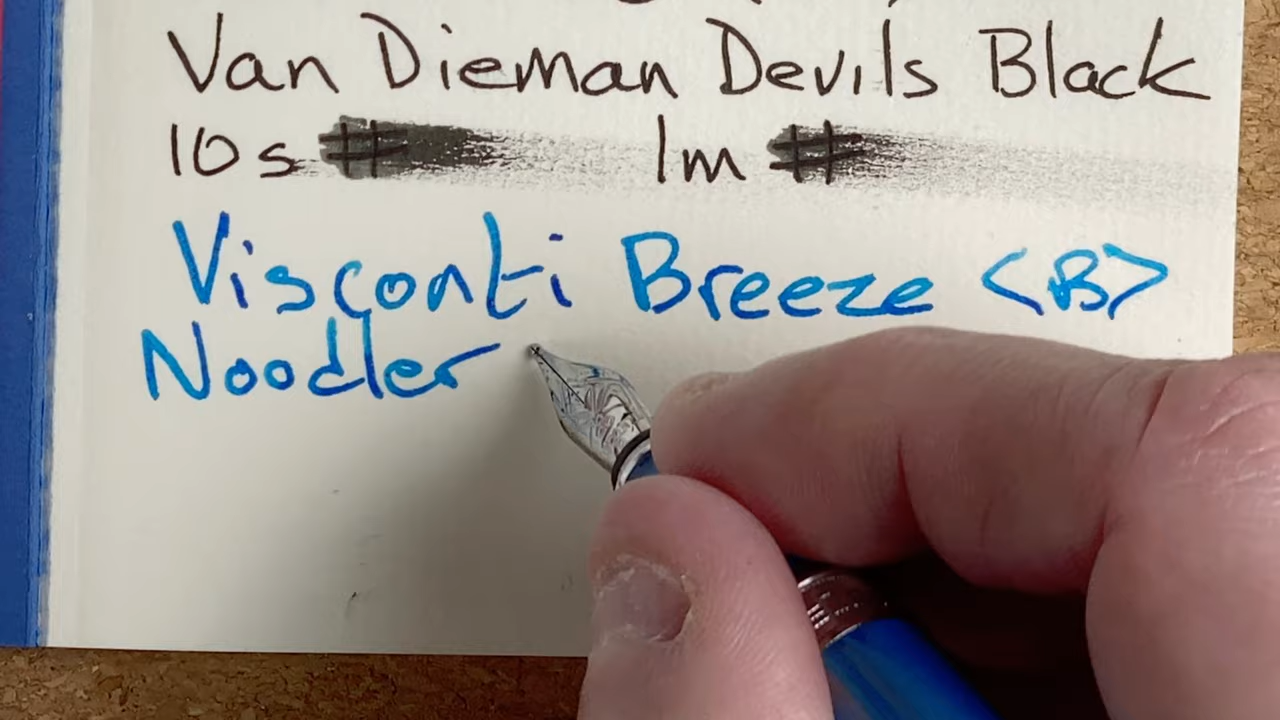 Van Dieman Devils Black
10s # 1m #
Visconti Breeze <B>
Noodler